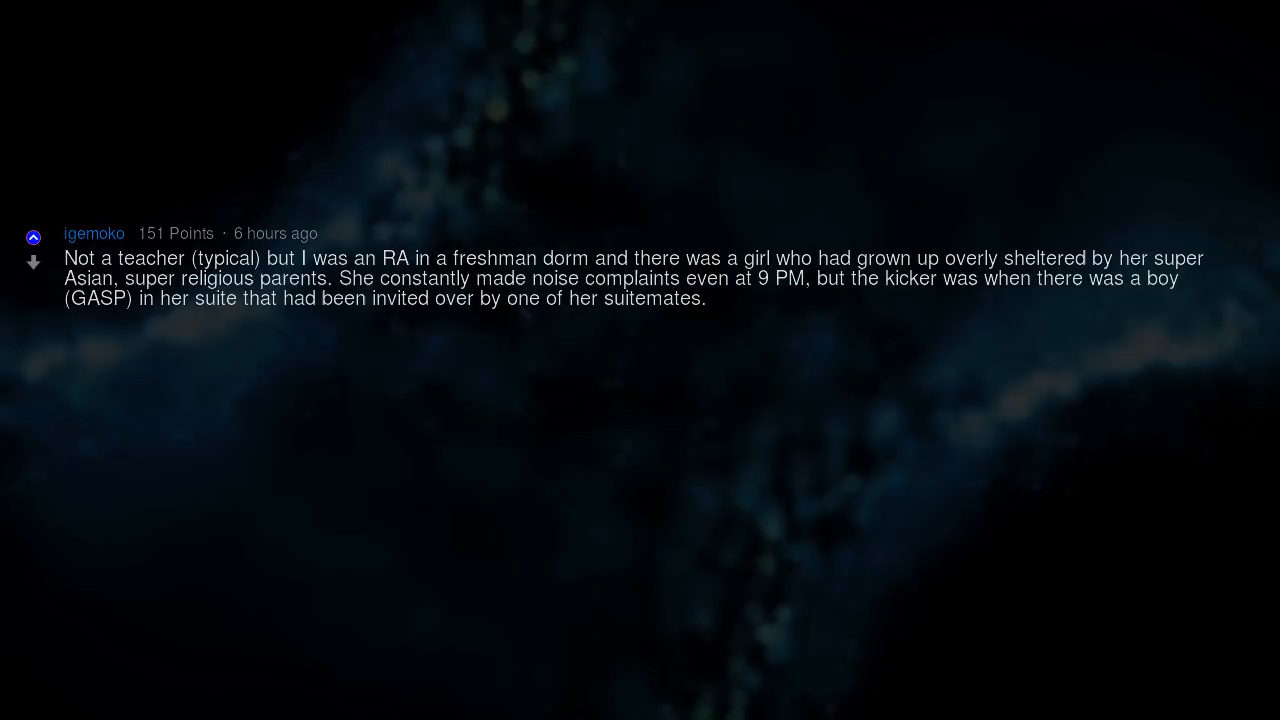 igemoko 151 Points · 6 hours ago
Not a teacher (typical) but I was an RA in a freshman dorm and there was a girl who had grown up overly sheltered by her super
Asian, super religious parents. She constantly made noise complaints even at 9 PM, but the kicker was when there was a boy
(GASP) in her suite that had been invited over by one of her suitemates.